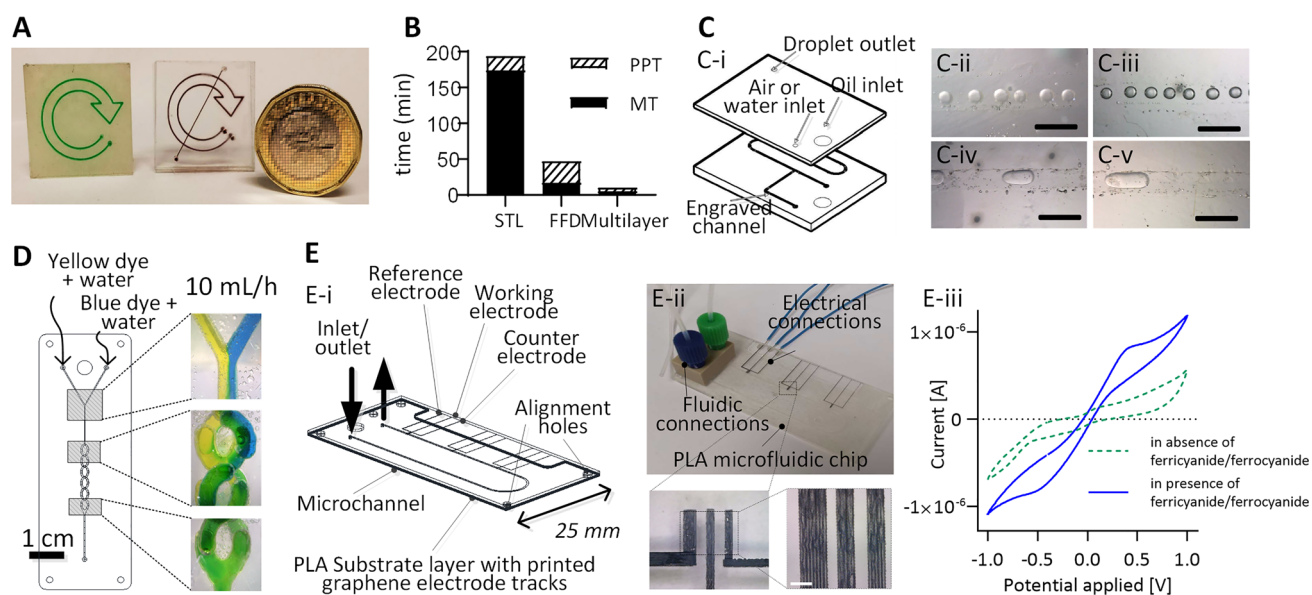 A
B
200
150
100
50
0
time (min)
PPT
MT
STL
FFD
Multilayer
C
C-i
Droplet outlet
Air or
water inlet
Oil inlet
Engraved
channel
C-ii
C-iii
C-iv
C-v
D
Yellow dye
+ water
Blue dye +
water
10 mL/h
1 cm
E
E-i
Inlet/
outlet
Reference
electrode
Working
electrode
Counter
electrode
Alignment
holes
Microchannel
25 mm
PLA Substrate layer with printed
graphene electrode tracks
E-ii
Electrical
connections
Fluidic
connections
PLA microfluidic chip
E-iii
1×10⁻⁶
0
-1×10⁻⁶
Current [A]
in absence of
ferricyanide/ferrocyanide
in presence of
ferricyanide/ferrocyanide
-1.0
-0.5
0.0
0.5
1.0
Potential applied [V]